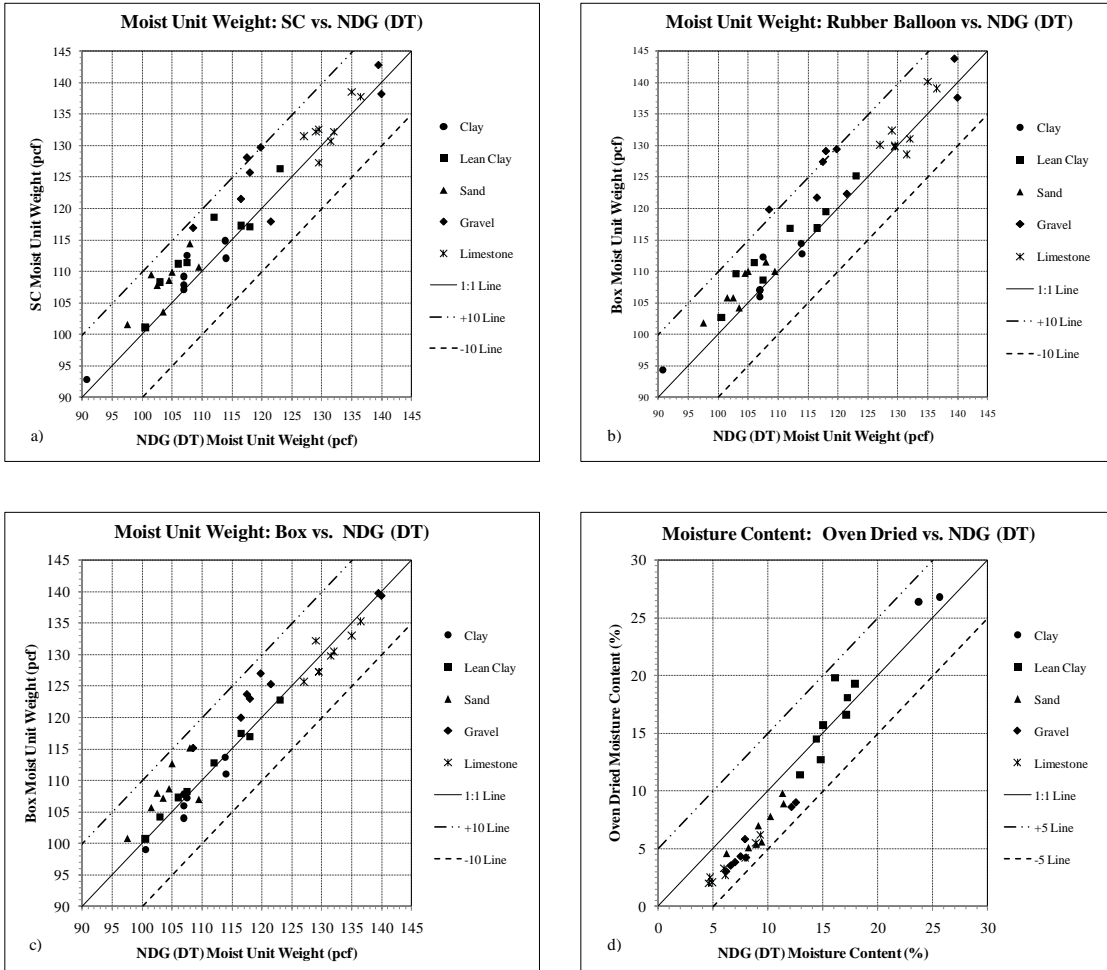 Moist Unit Weight: SC vs. NDG (DT)
145
140
135
130
125
120
115
110
105
100
95
90
SC Moist Unit Weight (pcf)
90 95 100 105 110 115 120 125 130 135 140 145
NDG (DT) Moist Unit Weight (pcf)
a)
Clay
Lean Clay
Sand
Gravel
Limestone
1:1 Line
+10 Line
-10 Line
Moist Unit Weight: Rubber Balloon vs. NDG (DT)
145
140
135
130
125
120
115
110
105
100
95
90
Box Moist Unit Weight (pcf)
90 95 100 105 110 115 120 125 130 135 140 145
NDG (DT) Moist Unit Weight (pcf)
b)
Clay
Lean Clay
Sand
Gravel
Limestone
1:1 Line
+10 Line
-10 Line
Moist Unit Weight: Box vs. NDG (DT)
145
140
135
130
125
120
115
110
105
100
95
90
Box Moist Unit Weight (pcf)
90 95 100 105 110 115 120 125 130 135 140 145
NDG (DT) Moist Unit Weight (pcf)
c)
Clay
Lean Clay
Sand
Gravel
Limestone
1:1 Line
+10 Line
-10 Line
Moisture Content: Oven Dried vs. NDG (DT)
30
25
20
15
10
5
0
Oven Dried Moisture Content (%)
0 5 10 15 20 25 30
NDG (DT) Moisture Content (%)
d)
Clay
Lean Clay
Sand
Gravel
Limestone
1:1 Line
+5 Line
-5 Line